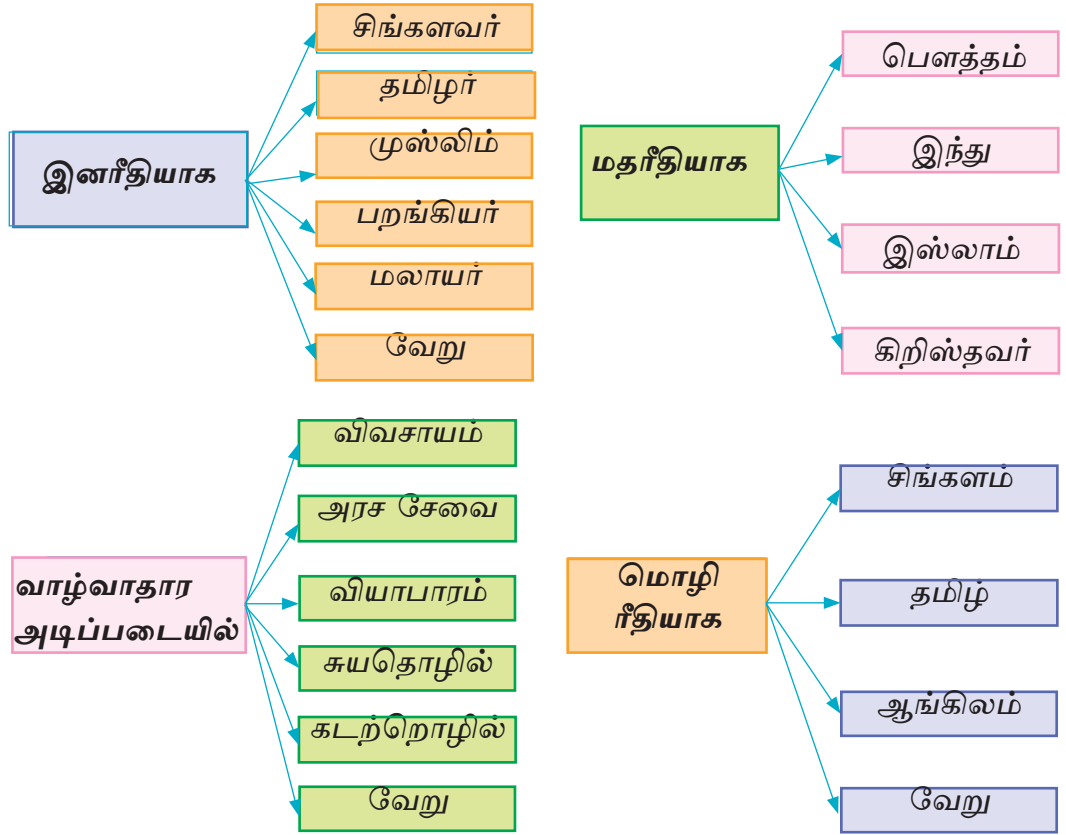 இனரீதியாக
சிங்களவர்
தமிழர்
முஸ்லிம்
பறங்கியர்
மலாயர்
வேறு
மதரீதியாக
பௌத்தம்
இந்து
இஸ்லாம்
கிறிஸ்தவர்
வாழ்வாதார
அடிப்படையில்
விவசாயம்
அரச சேவை
வியாபாரம்
சுயதொழில்
கடற்றொழில்
வேறு
மொழி
ரீதியாக
சிங்களம்
தமிழ்
ஆங்கிலம்
வேறு